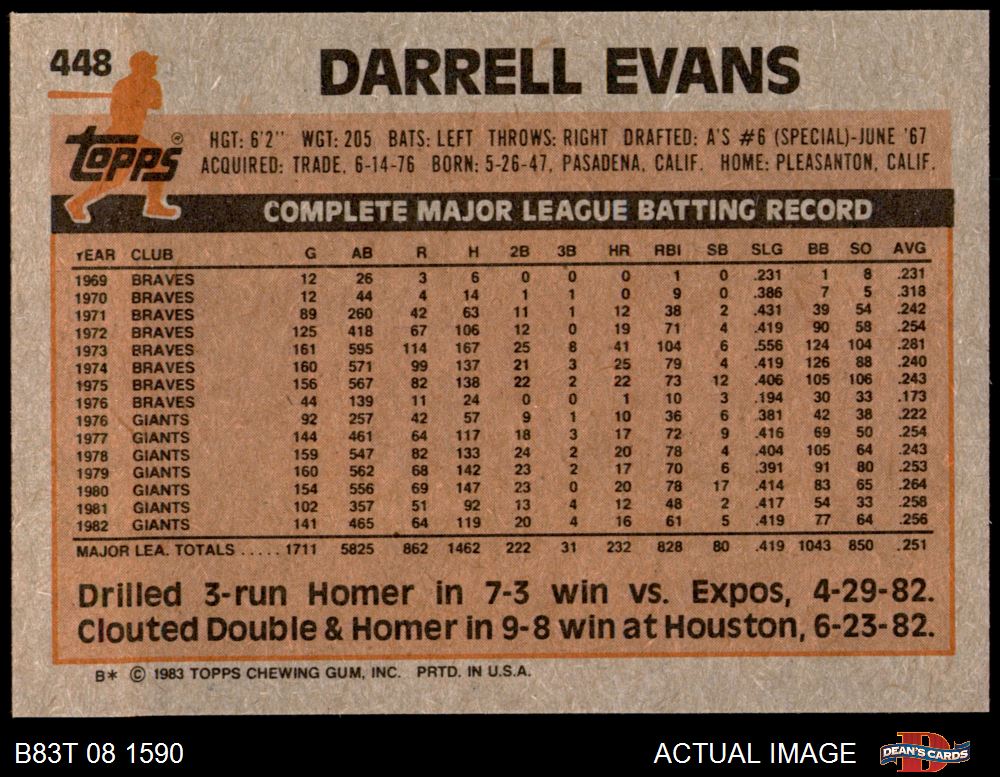 448 DARRELL EVANS
topps ® HGT: 6'2" WGT: 205 BATS: LEFT THROWS: RIGHT DRAFTED: A'S #6 (SPECIAL)-JUNE '67
ACQUIRED: TRADE, 6-14-76 BORN: 5-26-47, PASADENA, CALIF. HOME: PLEASANTON, CALIF.
COMPLETE MAJOR LEAGUE BATTING RECORD
YEAR CLUB G AB R H 2B 3B HR RBI SB SLG BB SO AVG
1969 BRAVES 12 26 3 6 0 0 0 1 0 .231 1 8 .231
1970 BRAVES 12 44 4 14 1 1 0 9 0 .386 7 5 .318
1971 BRAVES 89 260 42 63 11 1 12 38 2 .431 39 54 .242
1972 BRAVES 125 418 67 106 12 0 19 71 4 .419 90 58 .254
1973 BRAVES 161 595 114 167 25 8 41 104 6 .556 124 104 .281
1974 BRAVES 160 571 99 137 21 3 25 79 4 .419 126 88 .240
1975 BRAVES 156 567 82 138 22 2 22 73 12 .406 105 106 .243
1976 BRAVES 44 139 11 24 0 0 1 10 3 .194 30 33 .173
1976 GIANTS 92 257 42 57 9 1 10 36 6 .381 42 38 .222
1977 GIANTS 144 461 64 117 18 3 17 72 9 .416 69 50 .254
1978 GIANTS 159 547 82 133 24 2 20 78 4 .404 105 64 .243
1979 GIANTS 160 562 68 142 23 2 17 70 6 .391 91 80 .253
1980 GIANTS 154 556 69 147 23 0 20 78 17 .414 83 65 .264
1981 GIANTS 102 357 51 92 13 4 12 48 2 .417 54 33 .258
1982 GIANTS 141 465 64 119 20 4 16 61 5 .419 77 64 .256
MAJOR LEA. TOTALS ..... 1711 5825 862 1462 222 31 232 828 80 .419 1043 850 .251
Drilled 3-run Homer in 7-3 win vs. Expos, 4-29-82.
Clouted Double & Homer in 9-8 win at Houston, 6-23-82.
B* © 1983 TOPPS CHEWING GUM, INC. PRTD. IN U.S.A.
B83T 08 1590 ACTUAL IMAGE DEAN'S CARDS